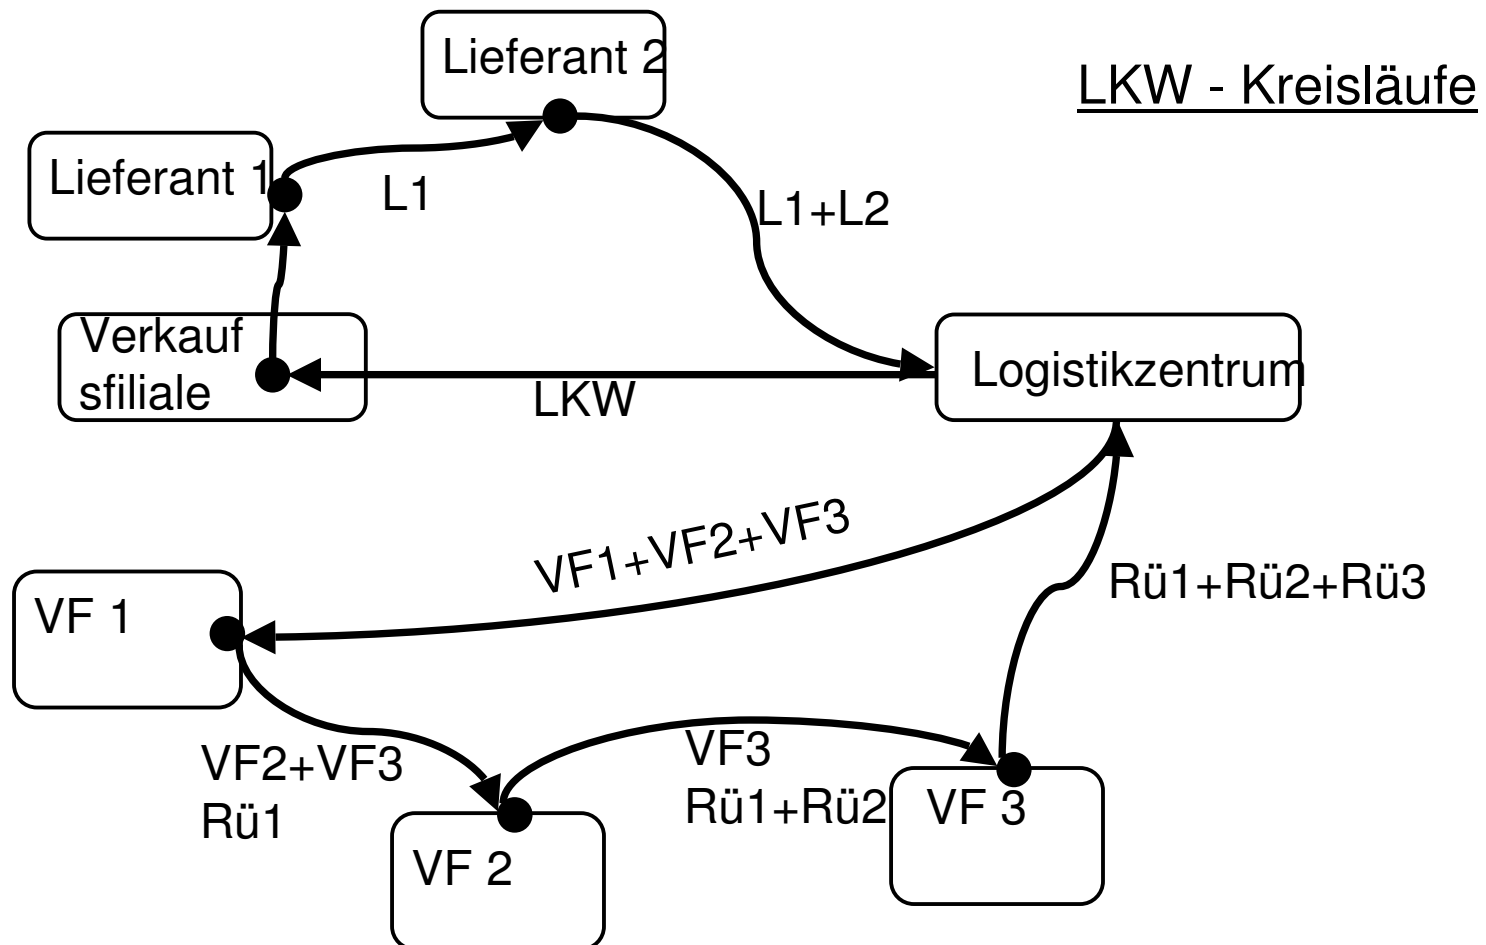 Lieferant 2
LKW - Kreisläufe
Lieferant 1
L1
L1+L2
Verkauf
sfiliale
Logistikzentrum
LKW
VF1+VF2+VF3
Rü1+Rü2+Rü3
VF 1
VF2+VF3
Rü1
VF3
Rü1+Rü2
VF 3
VF 2